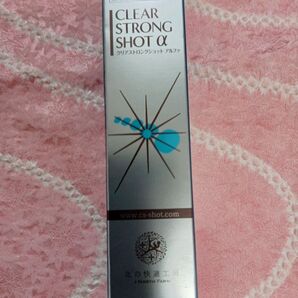 CLEAR
STRONG
SHOT α
クリアストロングショット アルファ
www.cs-shot.com
北の快適工房